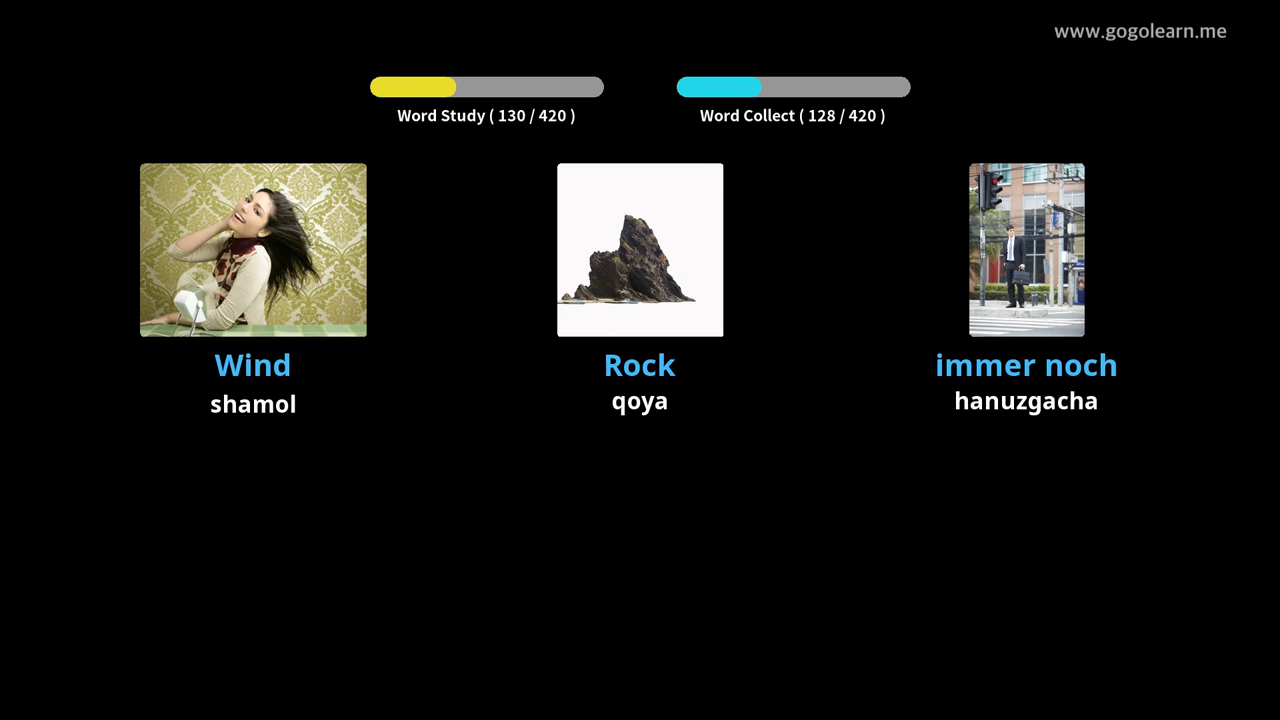 www.gogolearn.me
Word Study ( 130 / 420 )
Word Collect ( 128 / 420 )
Wind
shamol
Rock
qoya
immer noch
hanuzgacha